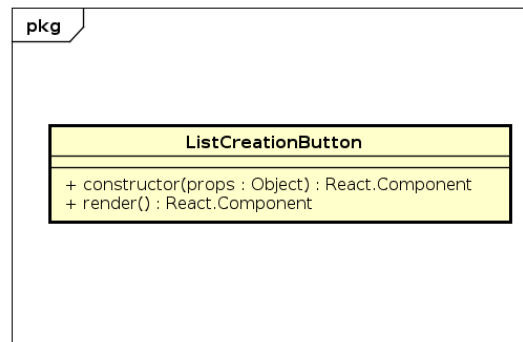 pkg
ListCreationButton
+ constructor(props : Object) : React.Component
+ render() : React.Component